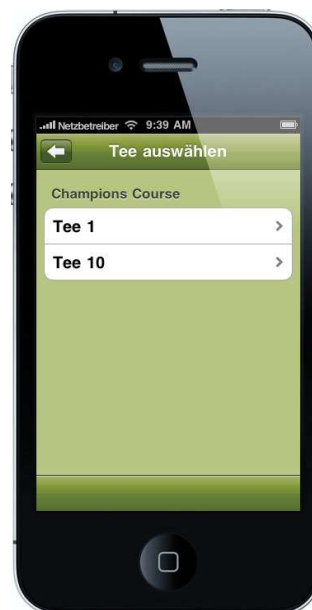 Netzbetreiber 9:39 AM
Tee auswählen
Champions Course
Tee 1
Tee 10